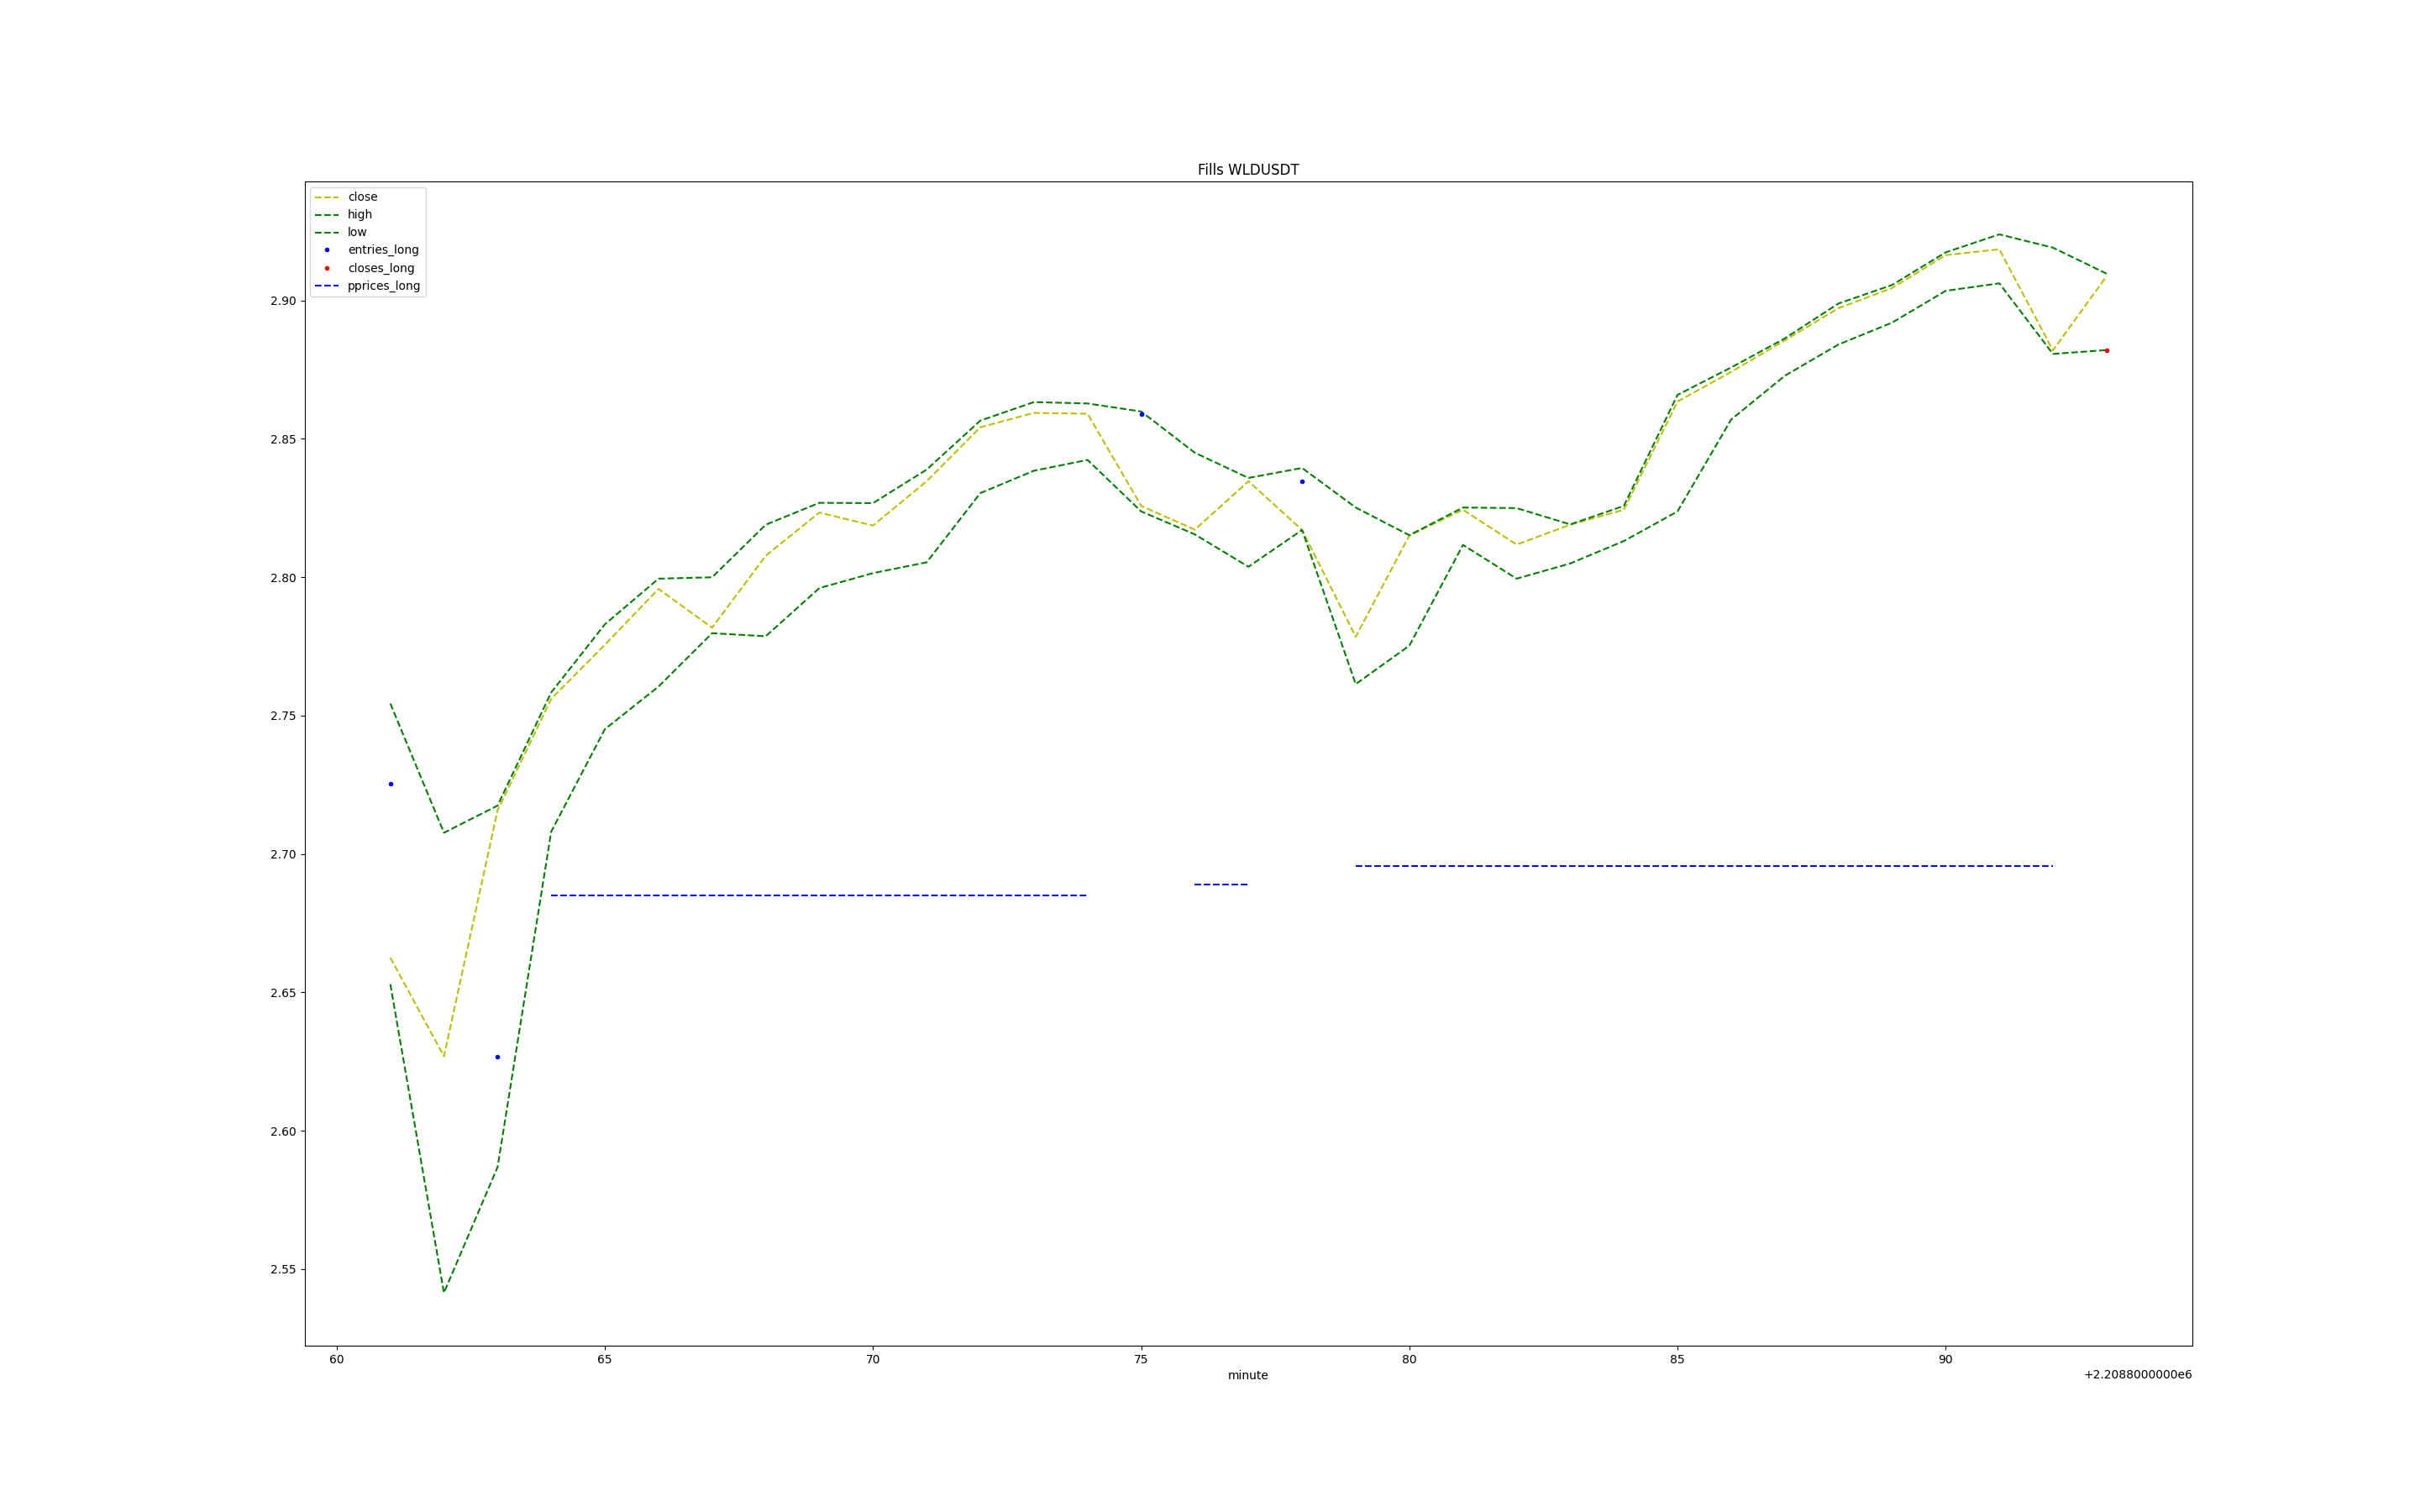 Fills WLDUSDT
close
high
low
entries_long
closes_long
pprices_long
2.90
2.85
2.80
2.75
2.70
2.65
2.60
2.55
60 65 70 75 80 85 90
minute
+2.2088000000e6